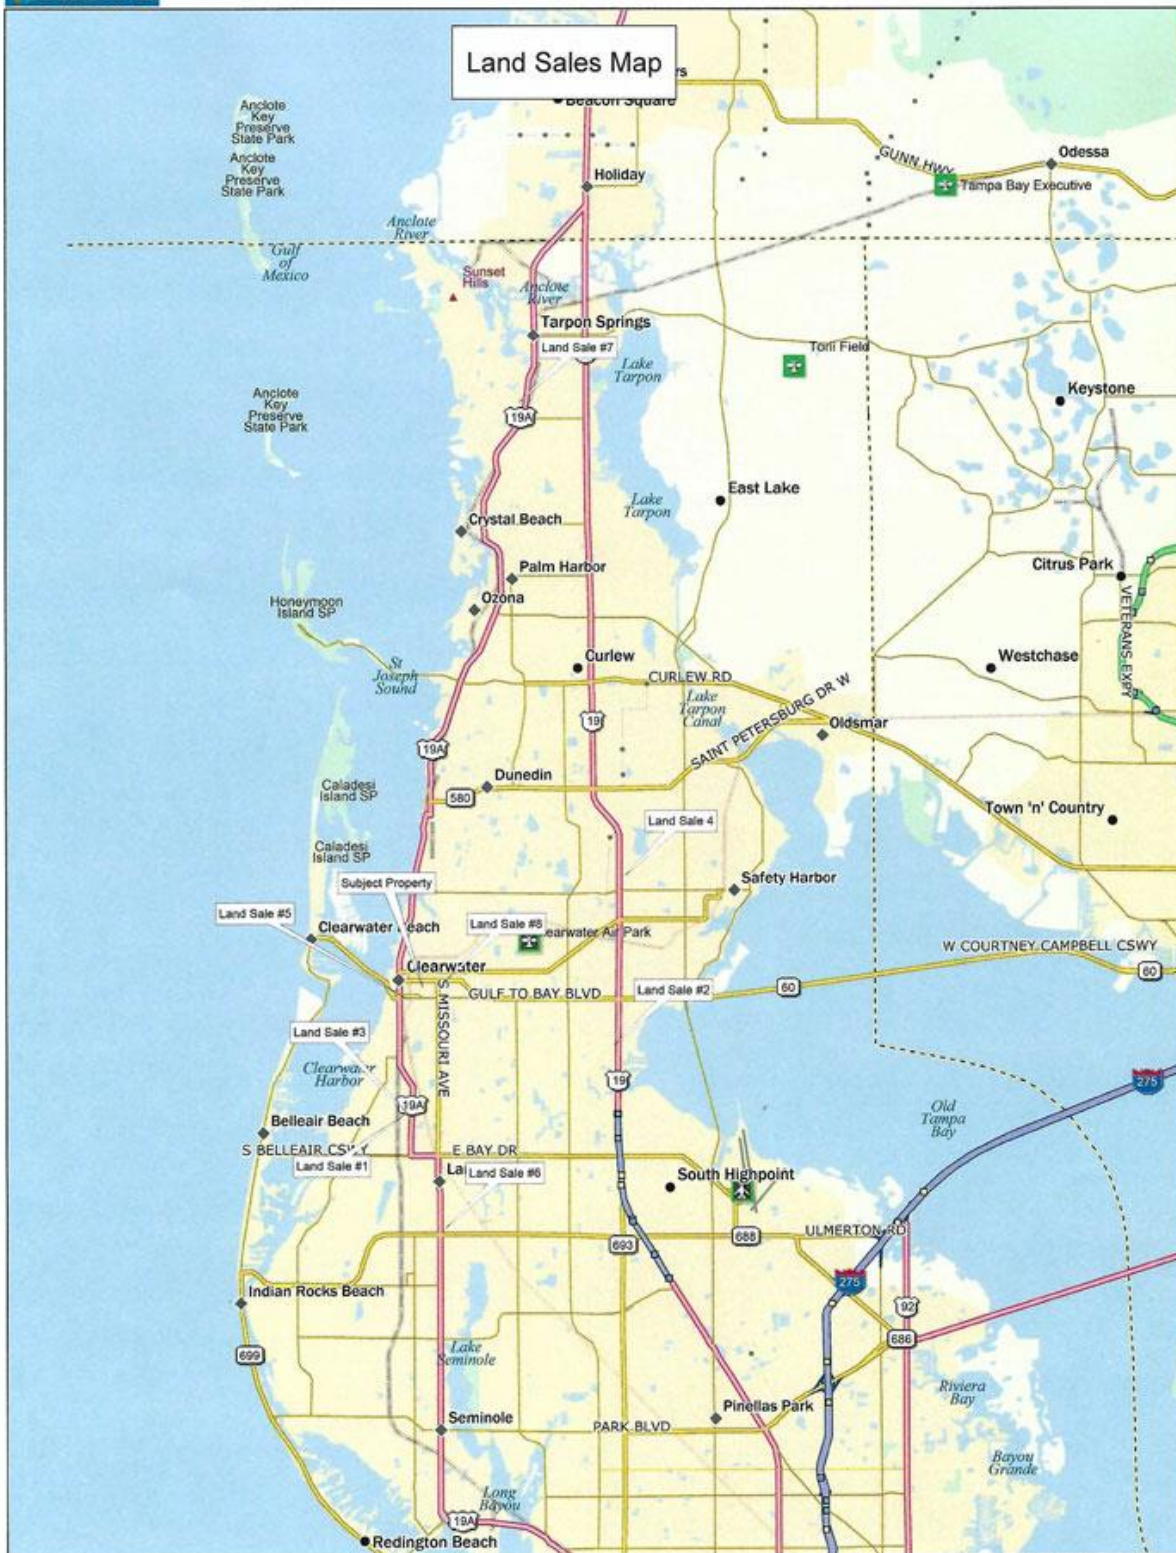 Land Sales Map
rs
Beacon Square
Anclote
Key
Preserve
State Park
Anclote
Key
Preserve
State Park
GUNN HWY
Odessa
Tampa Bay Executive
Holiday
Anclote
River
Gulf
of
Mexico
Sunset
Hills
Anclote
River
Tarpon Springs
Land Sale #7
Lake
Tarpon
Torii Field
Keystone
Anclote
Key
Preserve
State Park
19A
East Lake
Lake
Tarpon
Crystal Beach
Palm Harbor
Citrus Park
Ozona
Honeymoon
Island SP
VETERANS EXPY
Curlew
Westchase
St
Joseph
Sound
CURLEW RD
Lake
Tarpon
Canal
SAINT PETERSBURG DR W
19
Oldsmar
19A
Dunedin
580
Caladesi
Island SP
Land Sale 4
Town 'n' Country
Caladesi
Island SP
Subject Property
Safety Harbor
Land Sale #5
Clearwater Beach
Land Sale #8
Clearwater Air Park
W COURTNEY CAMPBELL CSWY
60
Clearwater
GULF TO BAY BLVD
Land Sale #2
60
S MISSOURI AVE
Land Sale #3
Clearwater
Harbor
19
275
19A
Old
Tampa
Bay
Belleair Beach
S BELLEAIR CSWY
E BAY DR
Land Sale #1
La
Land Sale #6
South Highpoint
ULMERTON RD
693
688
275
Indian Rocks Beach
92
686
699
Lake
Seminole
Riviera
Bay
Pinellas Park
Seminole
PARK BLVD
Bayou
Grande
Long
Bayou
19A
Redington Beach